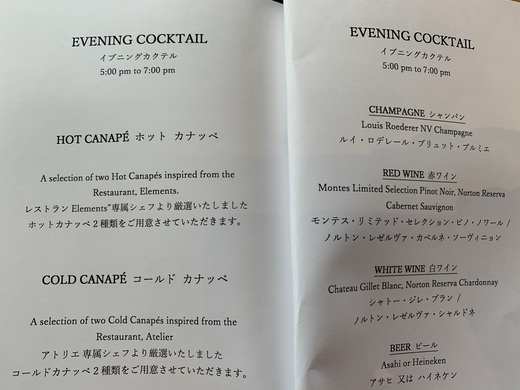 EVENING COCKTAIL
イブニングカクテル
5:00 pm to 7:00 pm
HOT CANAPÉ ホット カナッペ
A selection of two Hot Canapés inspired from the
Restaurant, Elements.
レストラン Elements”専属シェフより厳選いたしました
ホットカナッペ 2 種類をご用意させていただきます。
COLD CANAPÉ コールド カナッペ
A selection of two Cold Canapés inspired from the
Restaurant, Atelier
アトリエ 専属シェフより厳選いたしました
コールドカナッペ 2 種類をご用意させていただきます。
EVENING COCKTAIL
イブニングカクテル
5:00 pm to 7:00 pm
CHAMPAGNE シャンパン
Louis Roederer NV Champagne
ルイ・ロデレール・ブリュット・プルミエ
RED WINE 赤ワイン
Montes Limited Selection Pinot Noir, Norton Reserva
Cabernet Sauvignon
モンテス・リミテッド・セレクション・ピノ・ノワール /
ノルトン・レゼルヴァ・カベルネ・ソーヴィニョン
WHITE WINE 白ワイン
Chateau Gillet Blanc, Norton Reserva Chardonnay
シャトー・ジレ・ブラン /
ノルトン・レゼルヴァ・シャルドネ
BEER ビール
Asahi or Heineken
アサヒ 又は ハイネケン